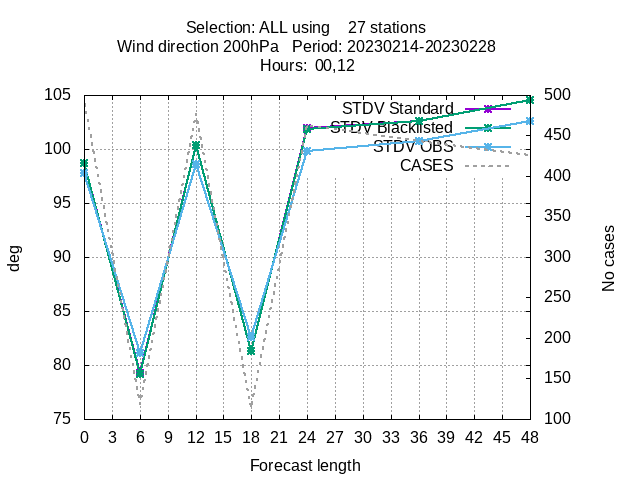 Selection: ALL using 27 stations
Wind direction 200hPa Period: 20230214-20230228
Hours: 00,12
105
100
95
90
85
80
75
500
450
400
350
300
250
200
150
100
deg
No cases
STDV Standard
STDV Blacklisted
STDV OBS
CASES
0 3 6 9 12 15 18 21 24 27 30 33 36 39 42 45 48
Forecast length